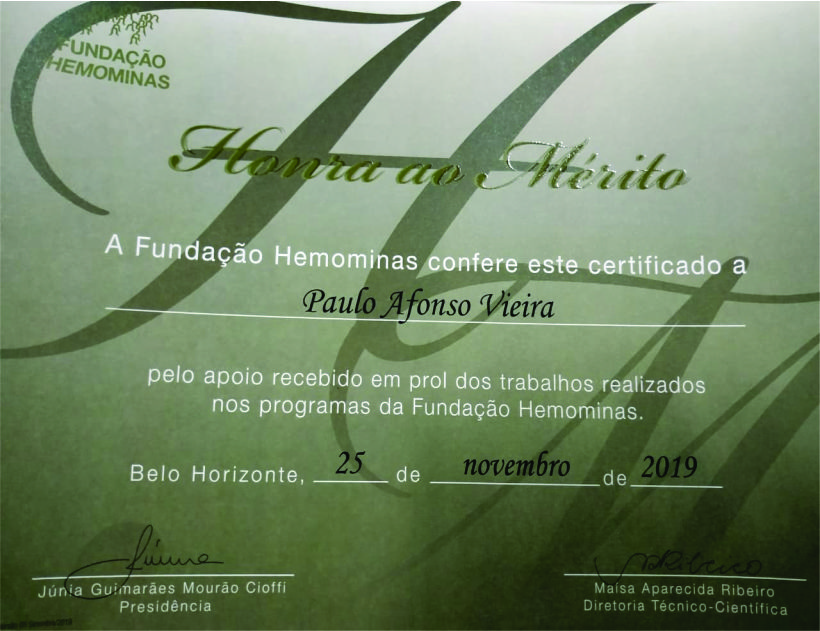 FUNDAÇÃO
HEMOMINAS
Honra ao Mérito
A Fundação Hemominas confere este certificado a
Paulo Afonso Vieira
pelo apoio recebido em prol dos trabalhos realizados
nos programas da Fundação Hemominas.
Belo Horizonte, 25 de novembro de 2019
Júnia Guimarães Mourão Cioffi
Presidência
Maísa Aparecida Ribeiro
Diretoria Técnico-Científica